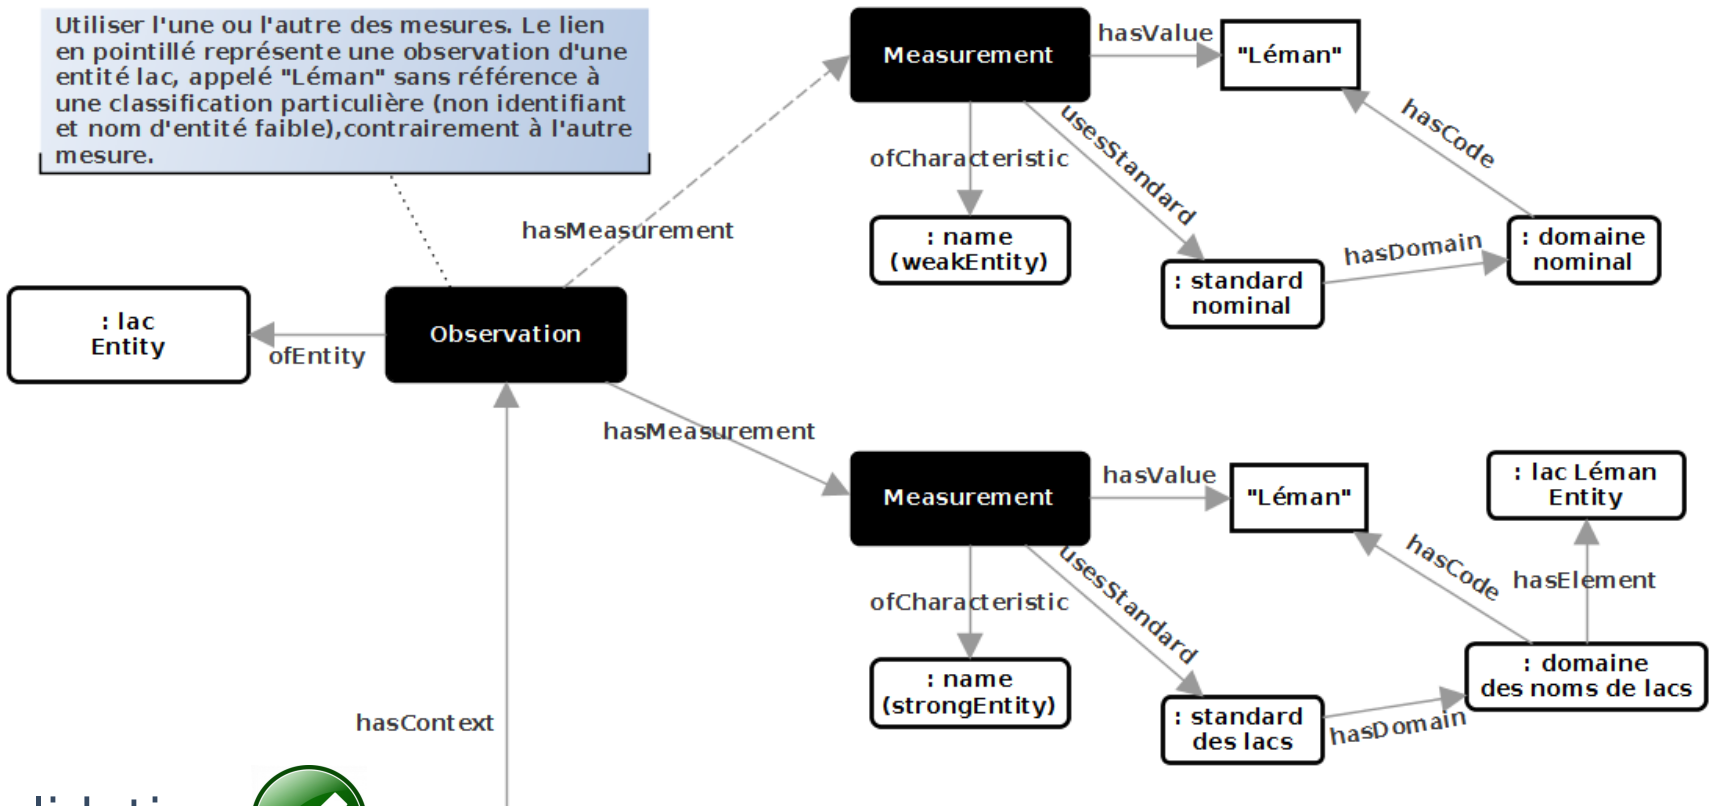 Utiliser l'une ou l'autre des mesures. Le lien
en pointillé représente une observation d'une
entité lac, appelé "Léman" sans référence à
une classification particulière (non identifiant
et nom d'entité faible),contrairement à l'autre
mesure.
Measurement
hasValue
"Léman"
hasCode
usesStandard
ofCharacteristic
: name
(weakEntity)
: standard
nominal
hasDomain
: domaine
nominal
hasMeasurement
: lac
Entity
ofEntity
Observation
hasMeasurement
Measurement
hasValue
"Léman"
: lac Léman
Entity
hasCode
hasElement
usesStandard
ofCharacteristic
: name
(strongEntity)
: standard
des lacs
hasDomain
: domaine
des noms de lacs
hasContext